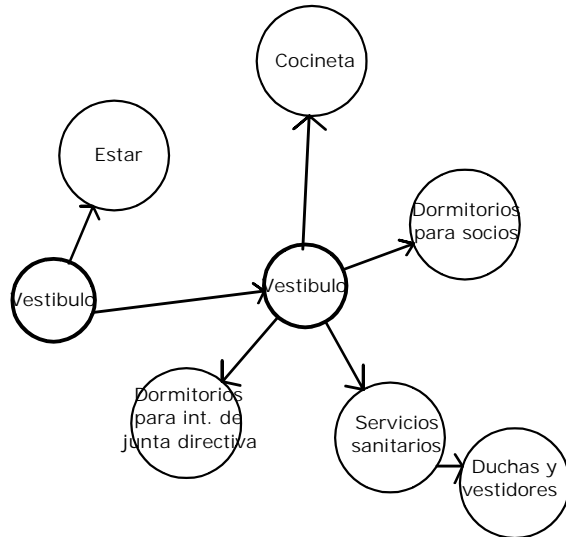 Cocineta
Estar
Dormitorios
para socios
Vestibulo
Vestibulo
Dormitorios
para int. de
junta directiva
Servicios
sanitarios
Duchas y
vestidores